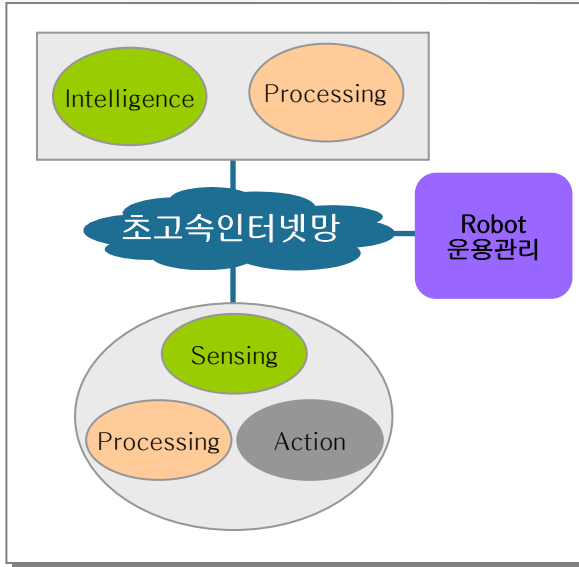 Intelligence
Processing
초고속인터넷망
Robot
운용관리
Sensing
Processing
Action